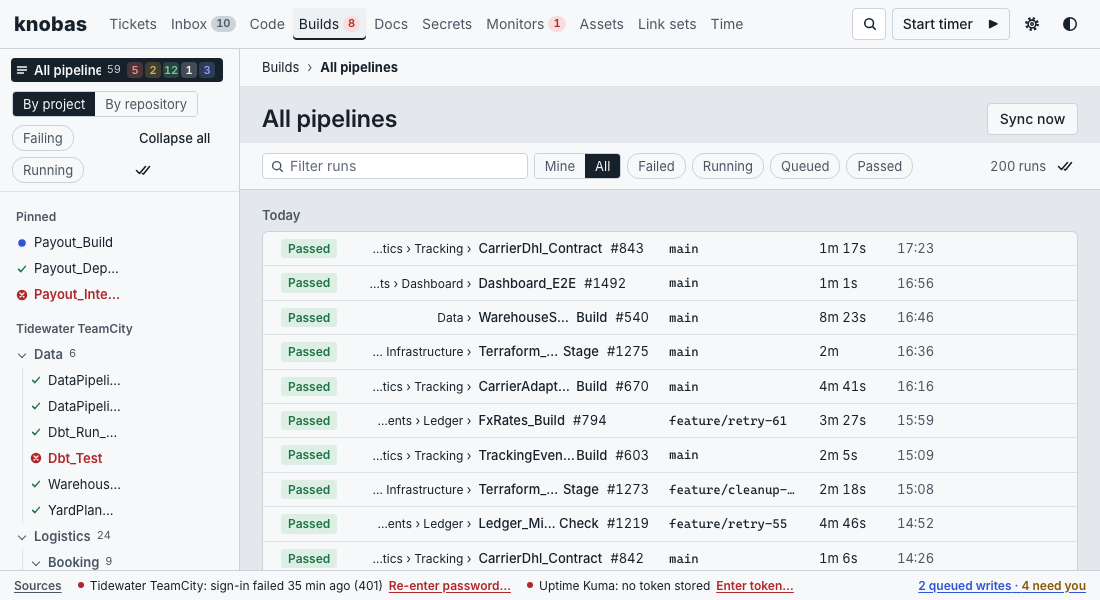 knobas Tickets Inbox 10 Code Builds 8 Docs Secrets Monitors 1 Assets Link sets Time Start timer
All pipeline 59 5 2 12 1 3
By project By repository
Failing Collapse all
Running
Pinned
Payout_Build
Payout_Dep...
Payout_Inte...
Tidewater TeamCity
Data 6
DataPipeli...
DataPipeli...
Dbt_Run_...
Dbt_Test
Warehous...
YardPlan...
Logistics 24
Booking 9
Builds › All pipelines
All pipelines Sync now
Filter runs Mine All Failed Running Queued Passed 200 runs
Today
Passed ...tics › Tracking › CarrierDhl_Contract #843 main 1m 17s 17:23
Passed ...ts › Dashboard › Dashboard_E2E #1492 main 1m 1s 16:56
Passed Data › WarehouseS... Build #540 main 8m 23s 16:46
Passed ... Infrastructure › Terraform_... Stage #1275 main 2m 16:36
Passed ...tics › Tracking › CarrierAdapt... Build #670 main 4m 41s 16:16
Passed ...ents › Ledger › FxRates_Build #794 feature/retry-61 3m 27s 15:59
Passed ...tics › Tracking › TrackingEven... Build #603 main 2m 5s 15:09
Passed ... Infrastructure › Terraform_... Stage #1273 feature/cleanup-... 2m 18s 15:08
Passed ...ents › Ledger › Ledger_Mi... Check #1219 feature/retry-55 4m 46s 14:52
Passed ...tics › Tracking › CarrierDhl_Contract #842 main 1m 6s 14:26
Sources Tidewater TeamCity: sign-in failed 35 min ago (401) Re-enter password... Uptime Kuma: no token stored Enter token... 2 queued writes · 4 need you